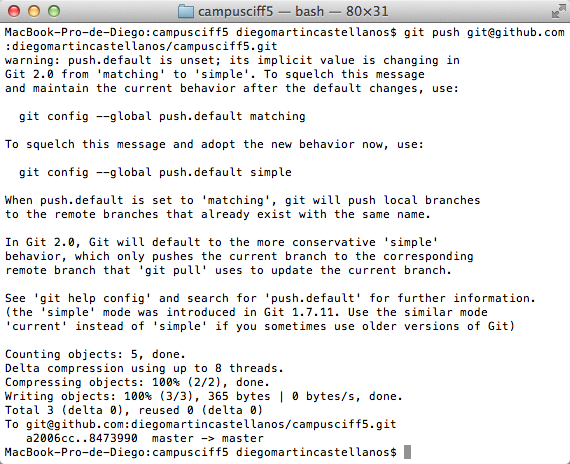 campusciff5 — bash — 80×31
MacBook-Pro-de-Diego:campusciff5 diegomartincastellanos$ git push git@github.com
:diegomartincastellanos/campusciff5.git
warning: push.default is unset; its implicit value is changing in
Git 2.0 from 'matching' to 'simple'. To squelch this message
and maintain the current behavior after the default changes, use:

  git config --global push.default matching

To squelch this message and adopt the new behavior now, use:

  git config --global push.default simple

When push.default is set to 'matching', git will push local branches
to the remote branches that already exist with the same name.

In Git 2.0, Git will default to the more conservative 'simple'
behavior, which only pushes the current branch to the corresponding
remote branch that 'git pull' uses to update the current branch.

See 'git help config' and search for 'push.default' for further information.
(the 'simple' mode was introduced in Git 1.7.11. Use the similar mode
'current' instead of 'simple' if you sometimes use older versions of Git)

Counting objects: 5, done.
Delta compression using up to 8 threads.
Compressing objects: 100% (2/2), done.
Writing objects: 100% (3/3), 365 bytes | 0 bytes/s, done.
Total 3 (delta 0), reused 0 (delta 0)
To git@github.com:diegomartincastellanos/campusciff5.git
   a2006cc..8473990  master -> master
MacBook-Pro-de-Diego:campusciff5 diegomartincastellanos$